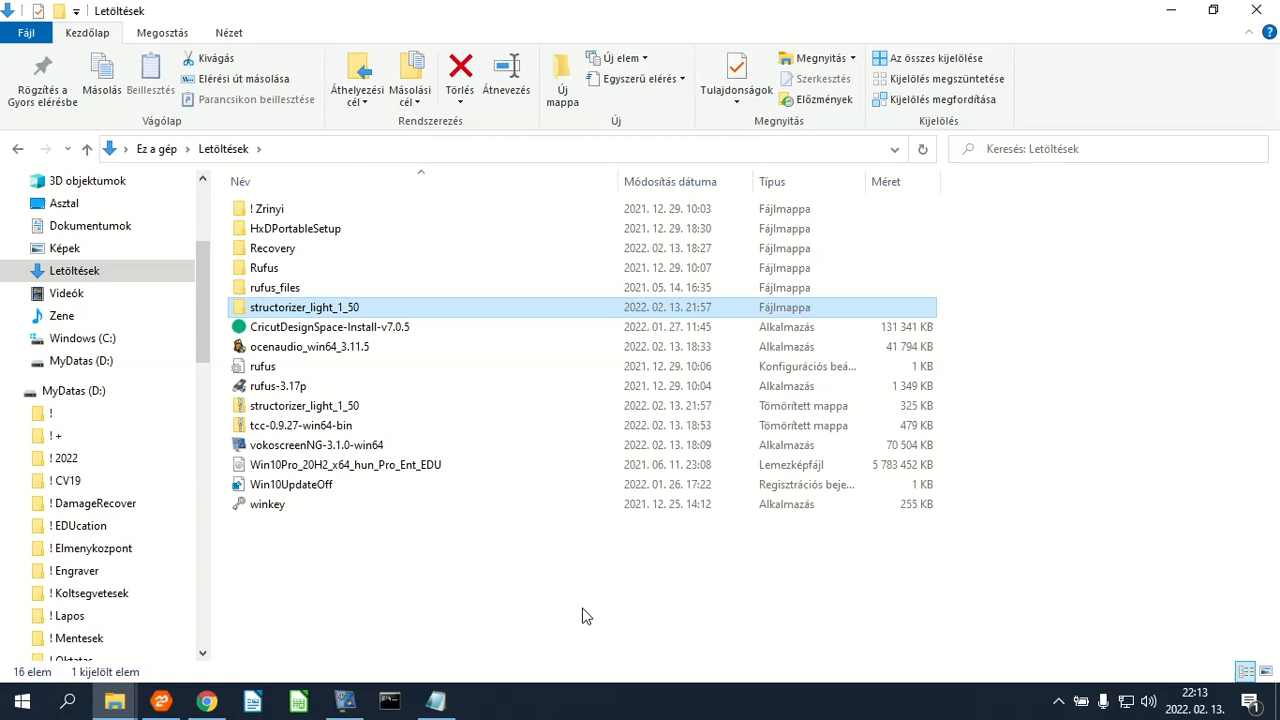 Letöltések
Fájl Kezdőlap Megosztás Nézet
Rögzítés a Gyors elérésbe
Másolás
Beillesztés
Kivágás
Elérési út másolása
Parancsikon beillesztése
Vágólap
Áthelyezési cél
Másolási cél
Törlés
Átnevezés
Rendszerezés
Új mappa
Új elem
Egyszerű elérés
Új
Tulajdonságok
Megnyitás
Szerkesztés
Előzmények
Megnyitás
Az összes kijelölése
Kijelölés megszüntetése
Kijelölés megfordítása
Kijelölés
Ez a gép Letöltések
Keresés: Letöltések
3D objektumok
Asztal
Dokumentumok
Képek
Letöltések
Videók
Zene
Windows (C:)
MyDatas (D:)
MyDatas (D:)
!
! +
! 2022
! CV19
! DamageRecover
! EDUcation
! Elmenykozpont
! Engraver
! Koltsegvetesek
! Lapos
! Mentesek
! Oktatas
Név Módosítás dátuma Típus Méret
! Zrinyi 2021. 12. 29. 10:03 Fájlmappa
HxDPortableSetup 2021. 12. 29. 18:30 Fájlmappa
Recovery 2022. 02. 13. 18:27 Fájlmappa
Rufus 2021. 12. 29. 10:07 Fájlmappa
rufus_files 2021. 05. 14. 16:35 Fájlmappa
structorizer_light_1_50 2022. 02. 13. 21:57 Fájlmappa
CricutDesignSpace-Install-v7.0.5 2022. 01. 27. 11:45 Alkalmazás 131 341 KB
ocenaudio_win64_3.11.5 2022. 02. 13. 18:33 Alkalmazás 41 794 KB
rufus 2021. 12. 29. 10:06 Konfigurációs beá... 1 KB
rufus-3.17p 2021. 12. 29. 10:04 Alkalmazás 1 349 KB
structorizer_light_1_50 2022. 02. 13. 21:57 Tömörített mappa 325 KB
tcc-0.9.27-win64-bin 2022. 02. 13. 18:53 Tömörített mappa 479 KB
vokoscreenNG-3.1.0-win64 2022. 02. 13. 18:09 Alkalmazás 70 504 KB
Win10Pro_20H2_x64_hun_Pro_Ent_EDU 2021. 06. 11. 23:08 Lemezképfájl 5 783 452 KB
Win10UpdateOff 2022. 01. 26. 17:22 Regisztrációs beje... 1 KB
winkey 2021. 12. 25. 14:12 Alkalmazás 255 KB
16 elem 1 kijelölt elem
22:13
2022. 02. 13.
1